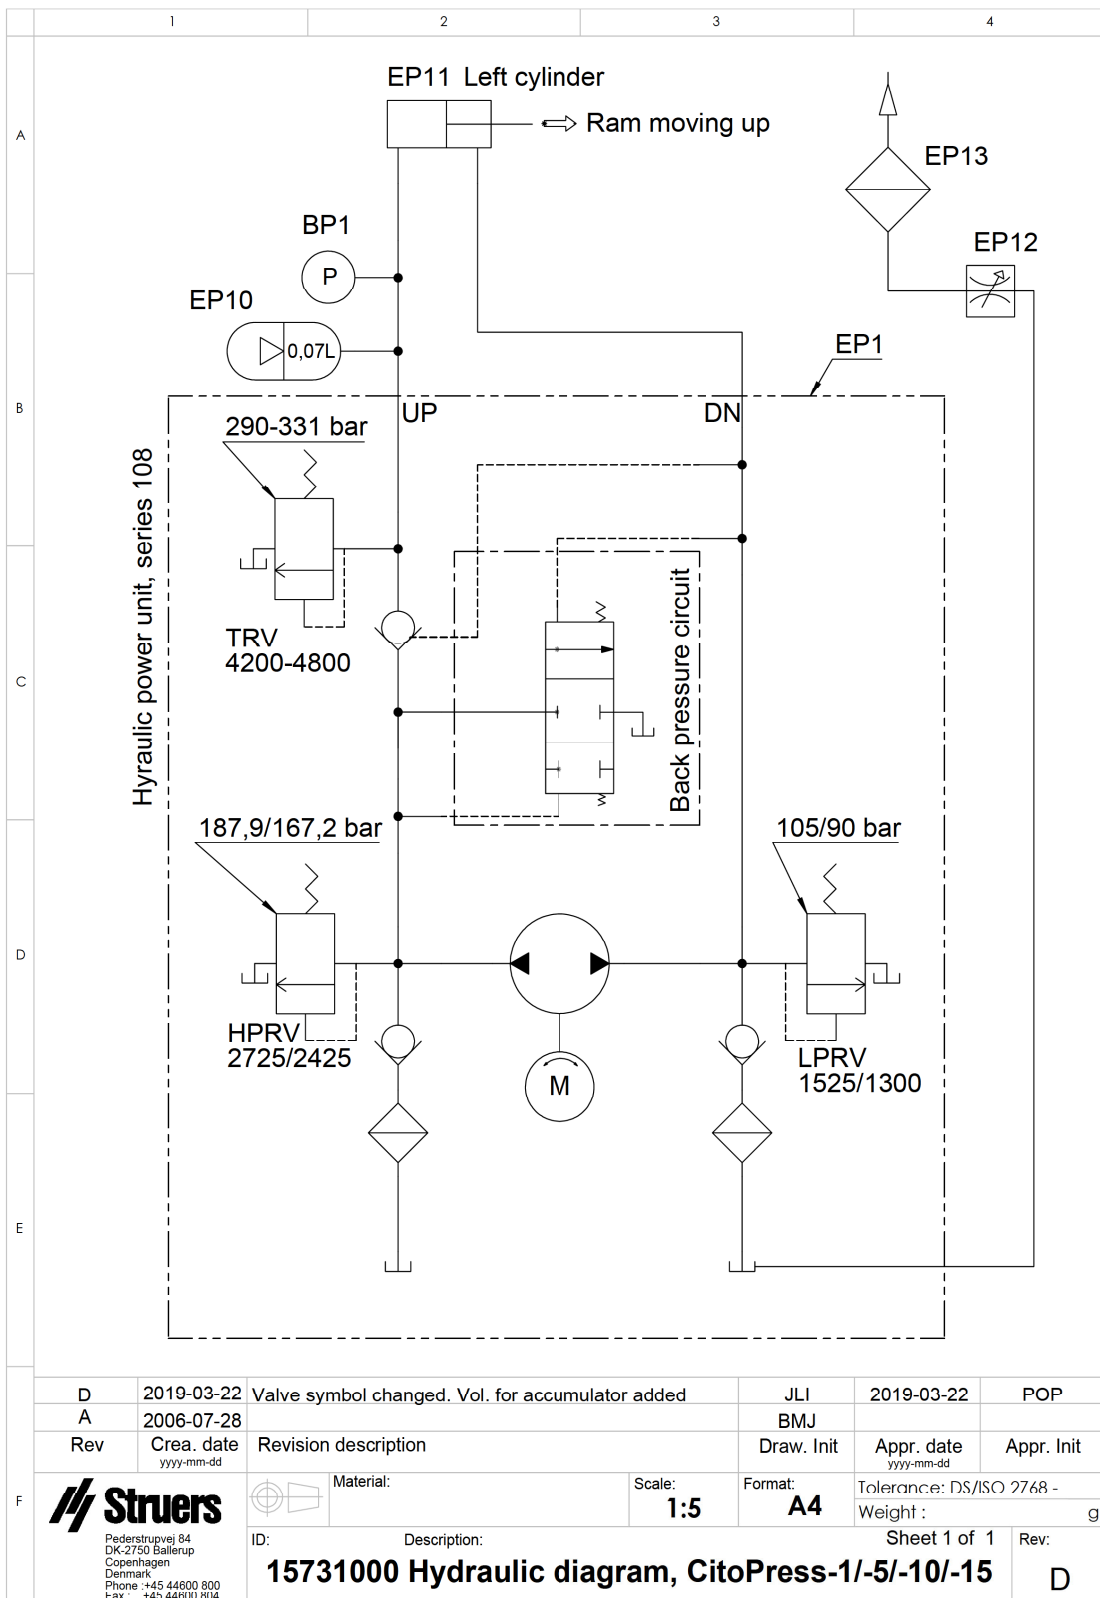 1 2 3 4
EP11 Left cylinder
A
Ram moving up
EP13
BP1
EP12
P
EP10
EP1
0,07L
B
UP
DN
290-331 bar
Hyraulic power unit, series 108
Back pressure circuit
TRV
4200-4800
C
187,9/167,2 bar
105/90 bar
D
HPRV
2725/2425
LPRV
1525/1300
M
E
D 2019-03-22 Valve symbol changed. Vol. for accumulator added JLI 2019-03-22 POP
A 2006-07-28 BMJ
Rev Crea. date Revision description Draw. Init Appr. date Appr. Init
yyyy-mm-dd yyyy-mm-dd
F
Struers
Material:
Scale:
1:5
Format:
A4
Tolerance: DS/ISO 2768 -
Weight : g
Pederstrupvej 84
DK-2750 Ballerup
Copenhagen
Denmark
Phone :+45 44600 800
Fax : +45 44600 804
ID: Description: Sheet 1 of 1 Rev:
15731000 Hydraulic diagram, CitoPress-1/-5/-10/-15 D